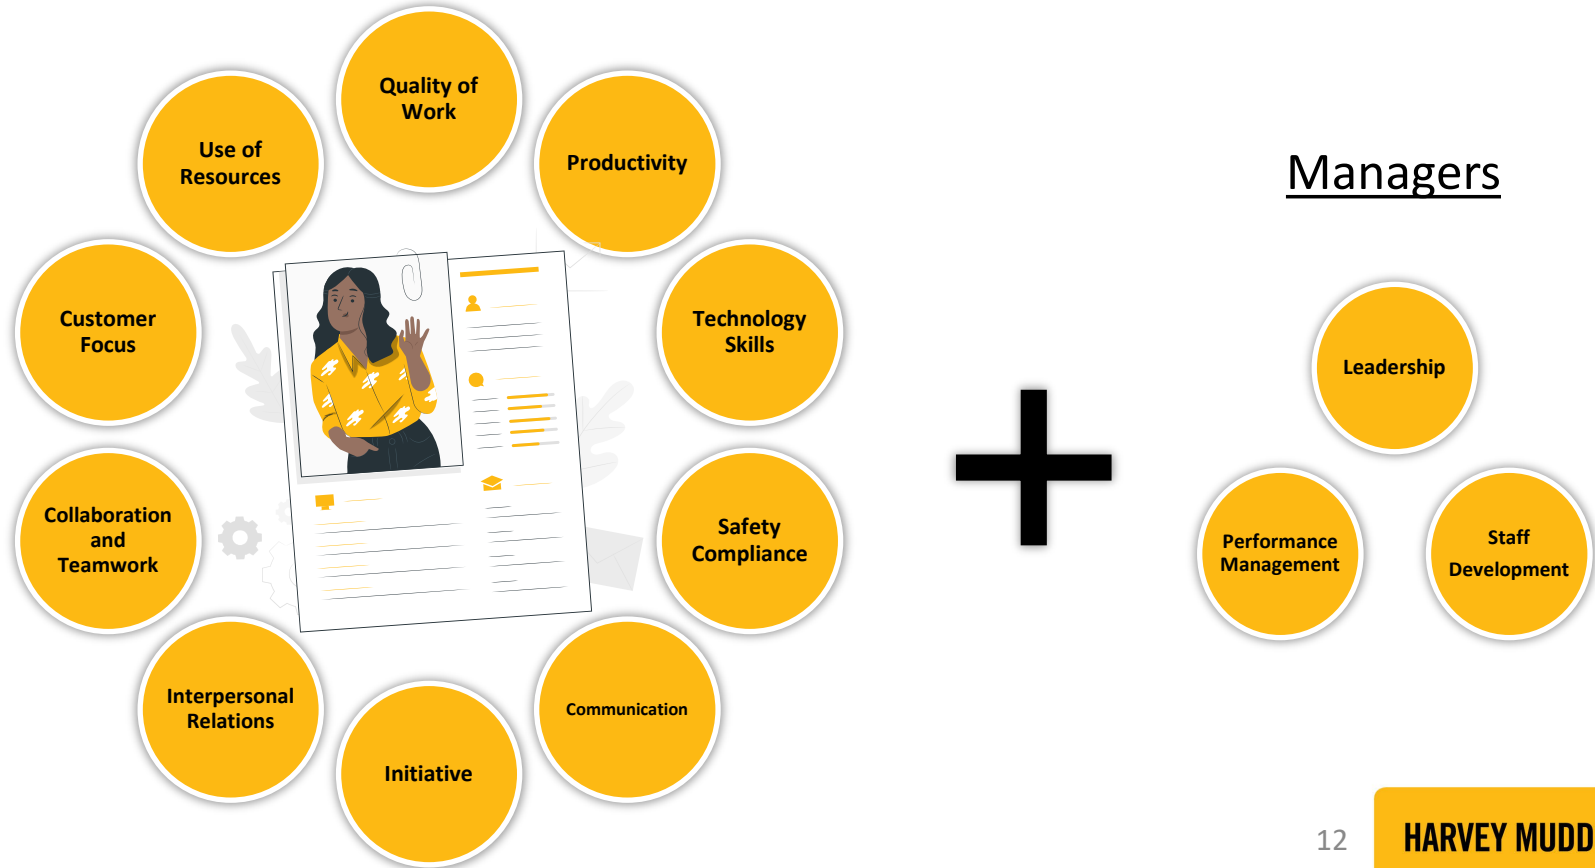 Quality of
Work
Productivity
Technology
Skills
Safety
Compliance
Communication
Initiative
Interpersonal
Relations
Collaboration
and
Teamwork
Customer
Focus
Use of
Resources
Managers
Leadership
Performance
Management
Staff
Development
12
HARVEY MUDD